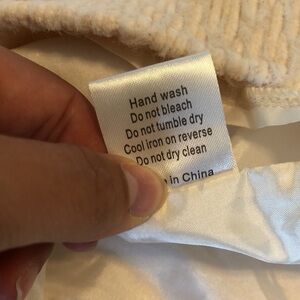 Hand wash
Do not bleach
Do not tumble dry
Cool iron on reverse
Do not dry clean
in China